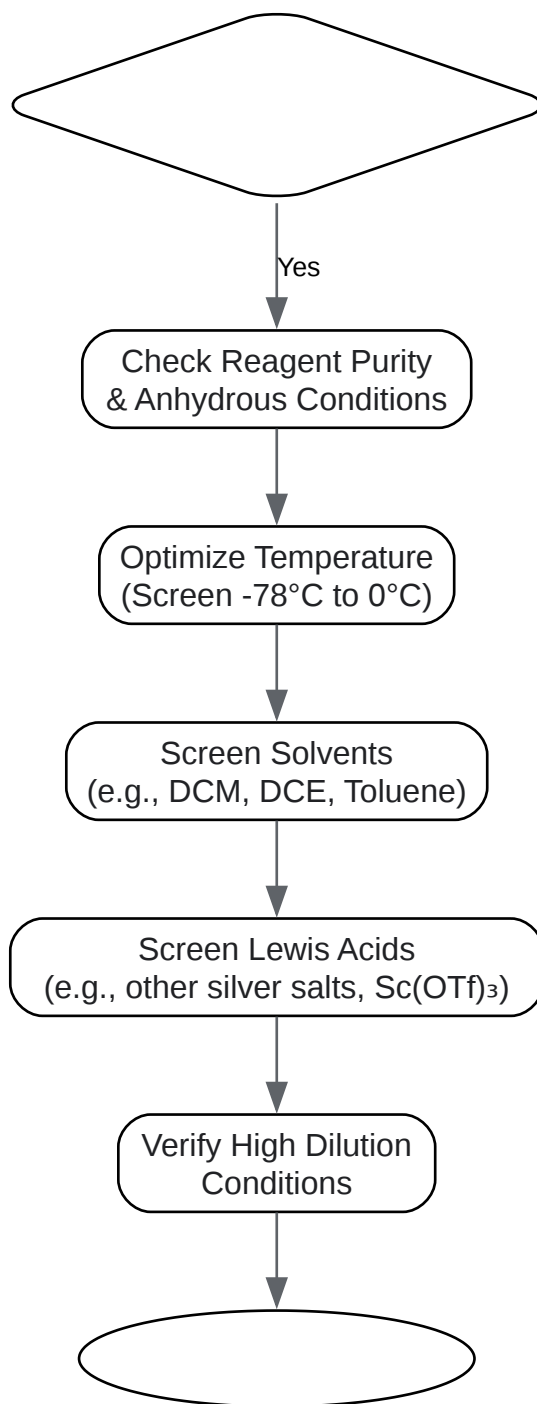 Yes
Check Reagent Purity
& Anhydrous Conditions
Optimize Temperature
(Screen -78°C to 0°C)
Screen Solvents
(e.g., DCM, DCE, Toluene)
Screen Lewis Acids
(e.g., other silver salts, Sc(OTf)₃)
Verify High Dilution
Conditions